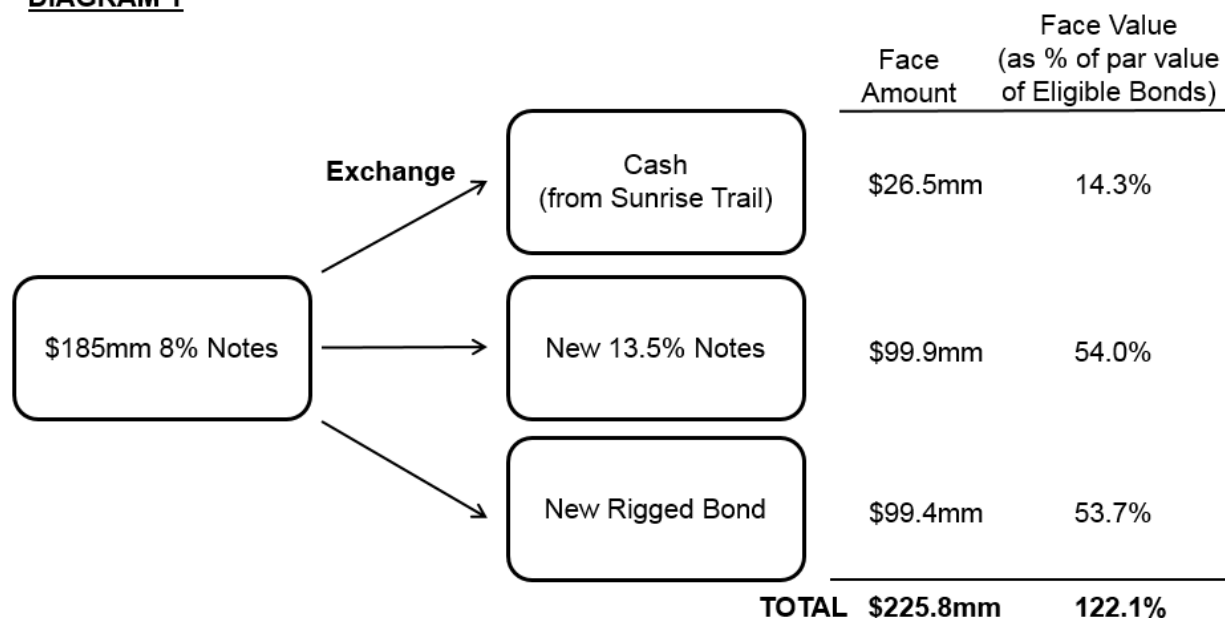 DIAGRAM 1
Face Value
Face (as % of par value
Amount of Eligible Bonds)
Exchange
Cash
(from Sunrise Trail)
$26.5mm 14.3%
$185mm 8% Notes
New 13.5% Notes
$99.9mm 54.0%
New Rigged Bond
$99.4mm 53.7%
TOTAL $225.8mm 122.1%